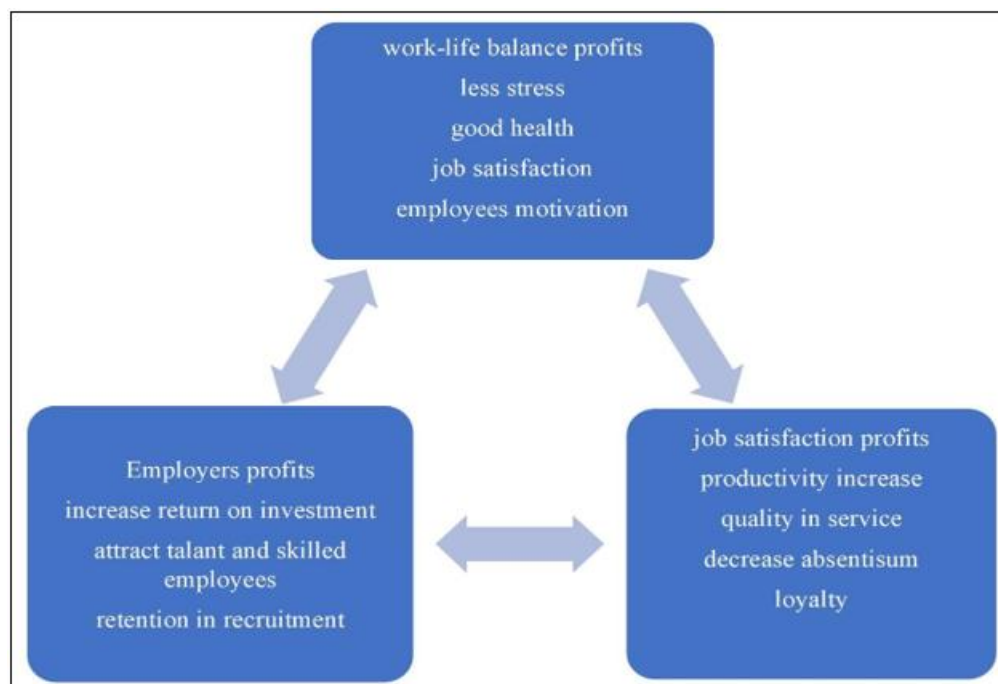 work-life balance profits
less stress
good health
job satisfaction
employees motivation
Employers profits
increase return on investment
attract talant and skilled
employees
retention in recruitment
job satisfaction profits
productivity increase
quality in service
decrease absentisum
loyalty